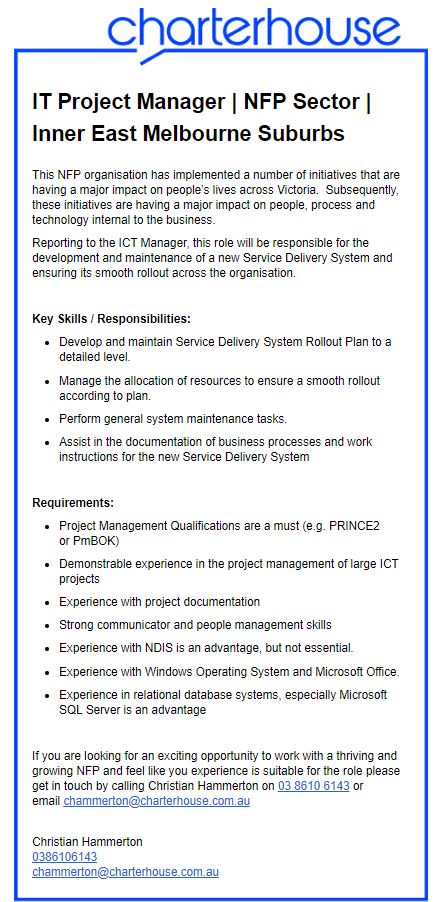 charterhouse
IT Project Manager | NFP Sector |
Inner East Melbourne Suburbs
This NFP organisation has implemented a number of initiatives that are
having a major impact on people's lives across Victoria.  Subsequently,
these initiatives are having a major impact on people, process and
technology internal to the business.
Reporting to the ICT Manager, this role will be responsible for the
development and maintenance of a new Service Delivery System and
ensuring its smooth rollout across the organisation.
Key Skills / Responsibilities:
• Develop and maintain Service Delivery System Rollout Plan to a
detailed level.
• Manage the allocation of resources to ensure a smooth rollout
according to plan.
• Perform general system maintenance tasks.
• Assist in the documentation of business processes and work
instructions for the new Service Delivery System
Requirements:
• Project Management Qualifications are a must (e.g. PRINCE2
or PmBOK)
• Demonstrable experience in the project management of large ICT
projects
• Experience with project documentation
• Strong communicator and people management skills
• Experience with NDIS is an advantage, but not essential.
• Experience with Windows Operating System and Microsoft Office.
• Experience in relational database systems, especially Microsoft
SQL Server is an advantage
If you are looking for an exciting opportunity to work with a thriving and
growing NFP and feel like you experience is suitable for the role please
get in touch by calling Christian Hammerton on 03 8610 6143 or
email chammerton@charterhouse.com.au
Christian Hammerton
0386106143
chammerton@charterhouse.com.au